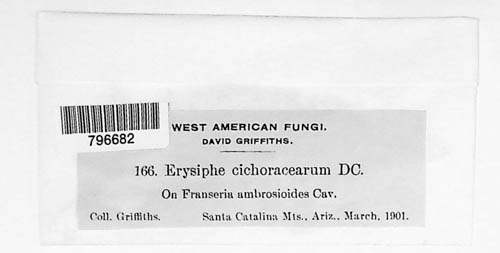 796682
WEST AMERICAN FUNGI.
DAVID GRIFFITHS.
166. Erysiphe cichoracearum DC.
On Franseria ambrosioides Cav.
Coll. Griffiths. Santa Catalina Mts., Ariz., March, 1901.